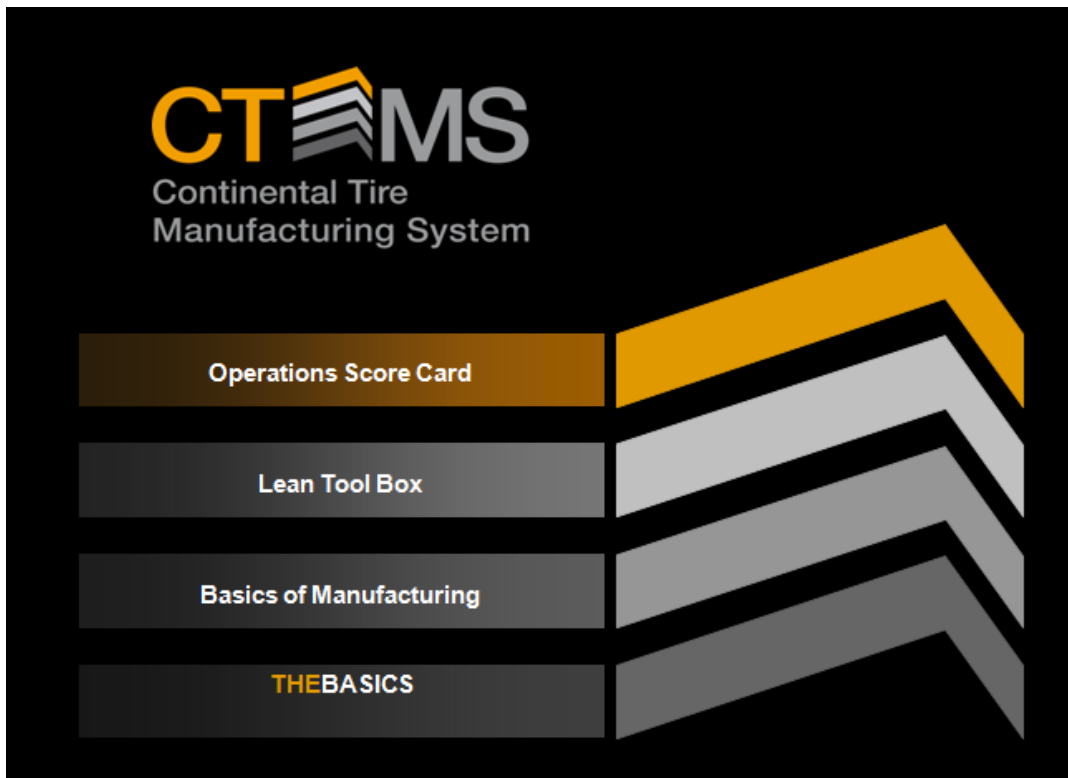 CTMS
Continental Tire
Manufacturing System
Operations Score Card
Lean Tool Box
Basics of Manufacturing
THEBASICS